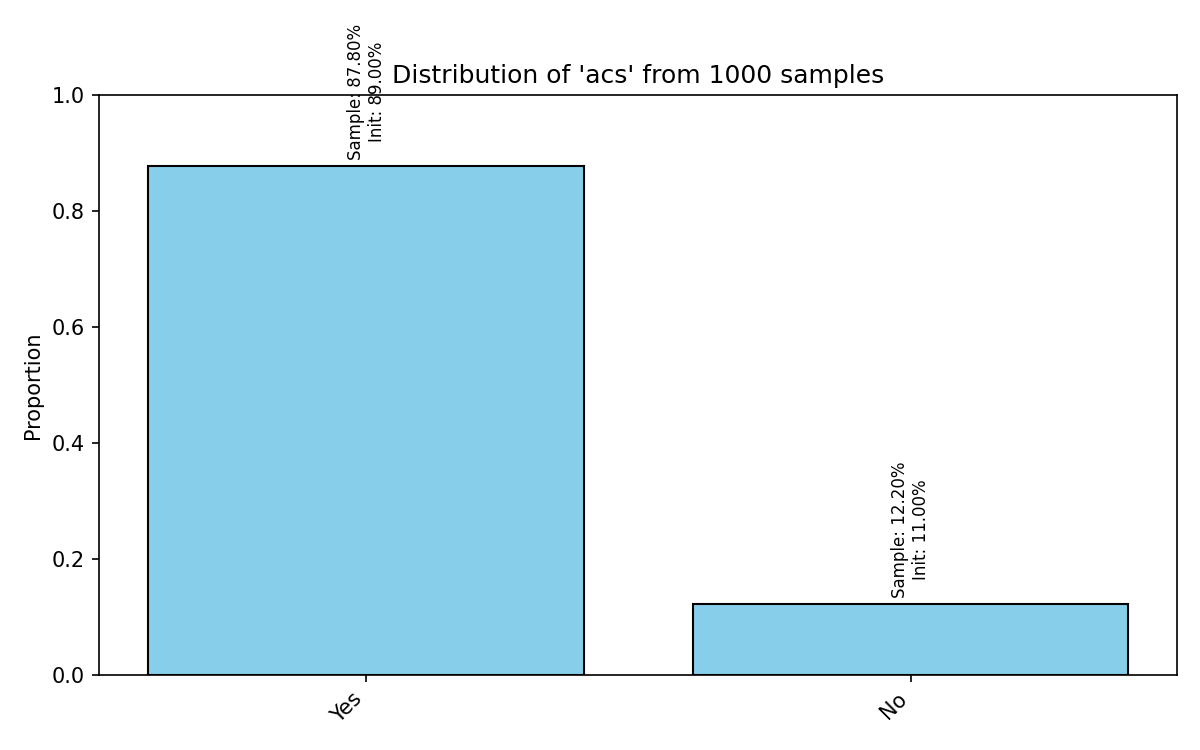 Distribution of 'acs' from 1000 samples
Sample: 87.80%
Init: 89.00%
Sample: 12.20%
Init: 11.00%
Proportion
1.0
0.8
0.6
0.4
0.2
0.0
Yes
No